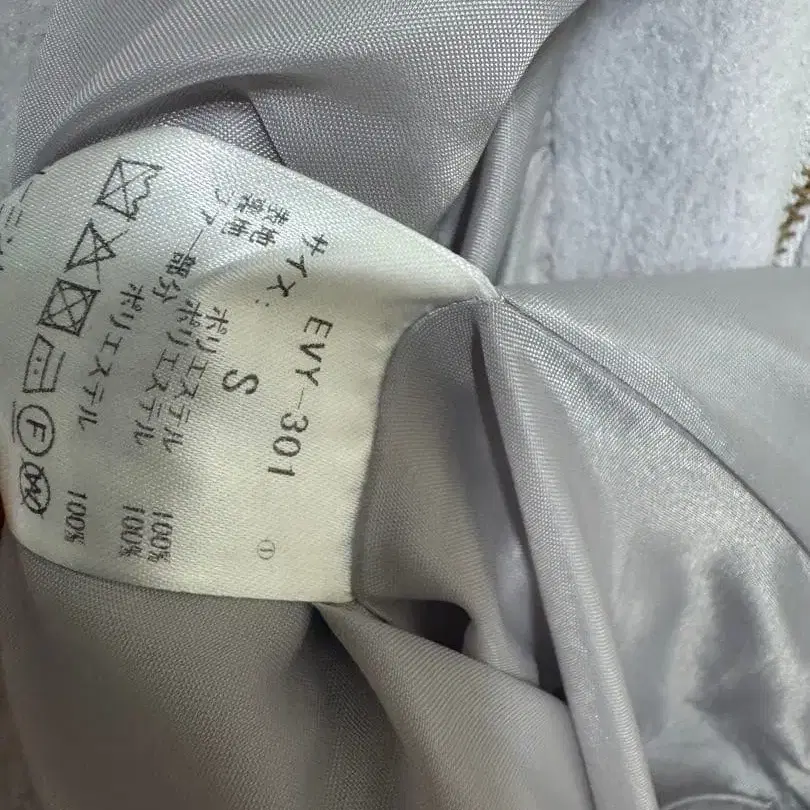 EVY-301
サイズ: S
表地 ポリエステル 100%
裏地 ポリエステル 100%
ファー部分 ポリエステル 100%
F
W
①